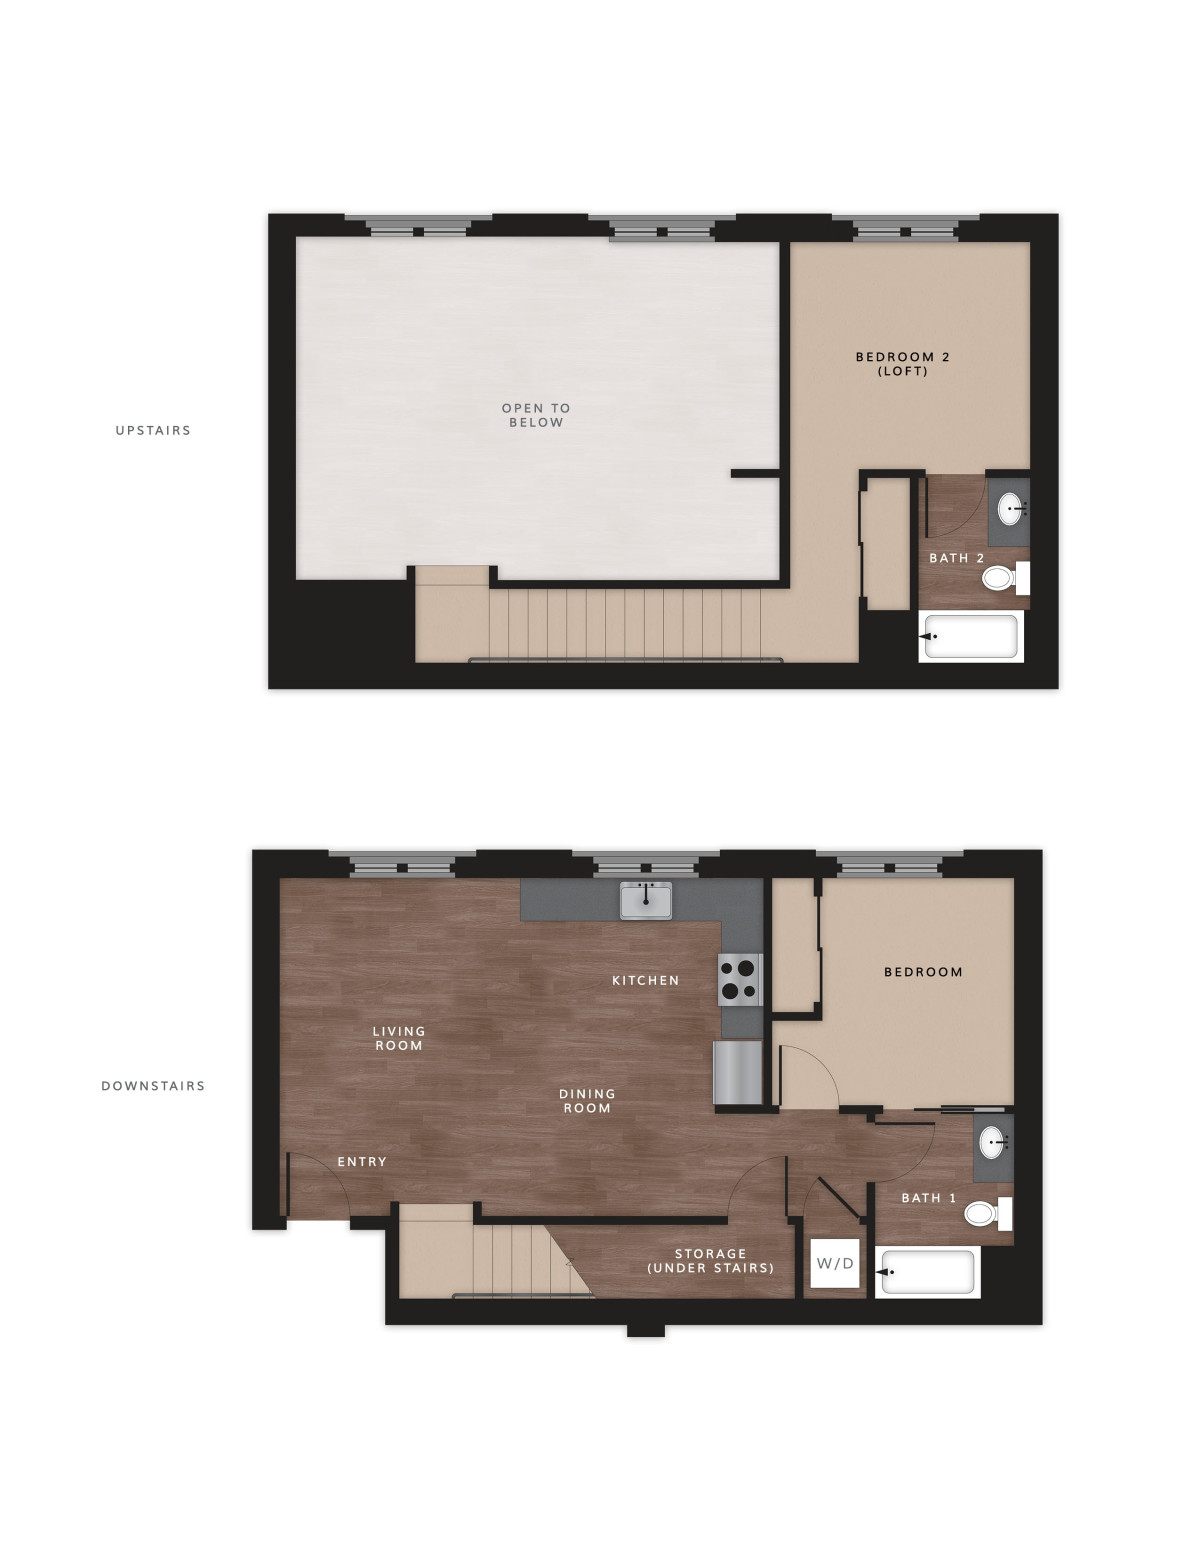 BEDROOM 2
(LOFT)
OPEN TO
BELOW
UPSTAIRS
BATH 2
BEDROOM
KITCHEN
LIVING
ROOM
DOWNSTAIRS
DINING
ROOM
ENTRY
BATH 1
STORAGE
(UNDER STAIRS)
W/D